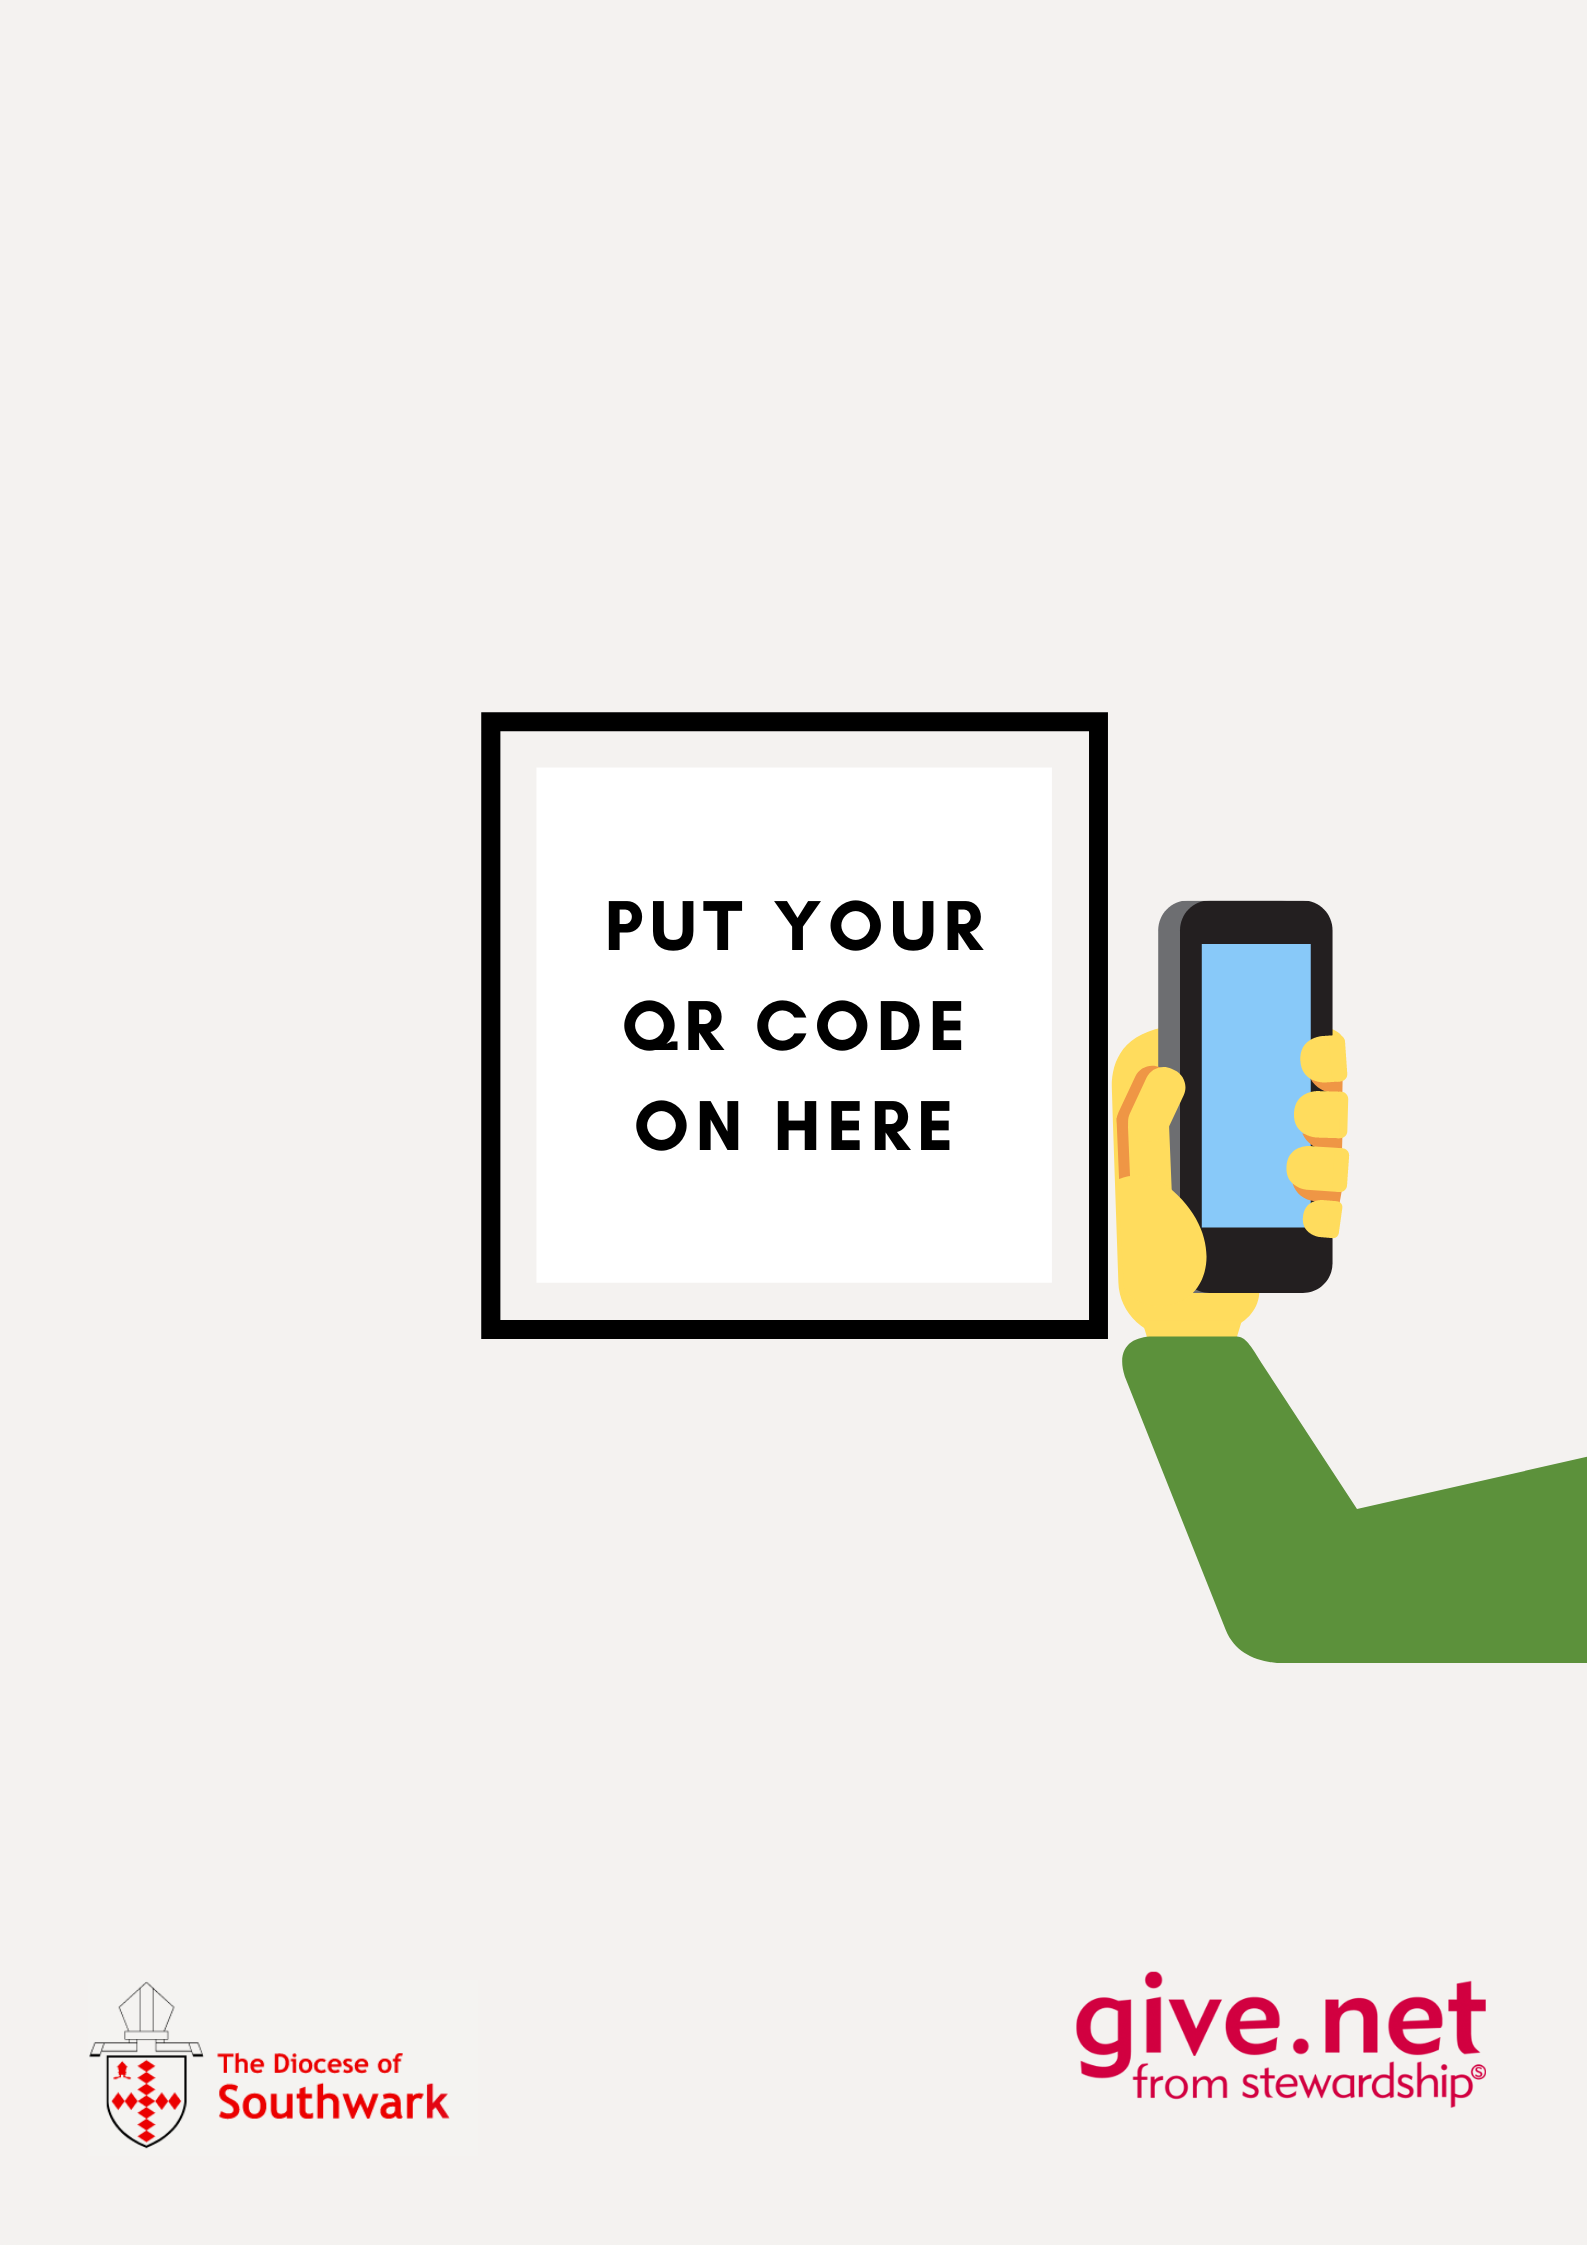 PUT YOUR
QR CODE
ON HERE
The Diocese of
Southwark
give.net
from stewardship